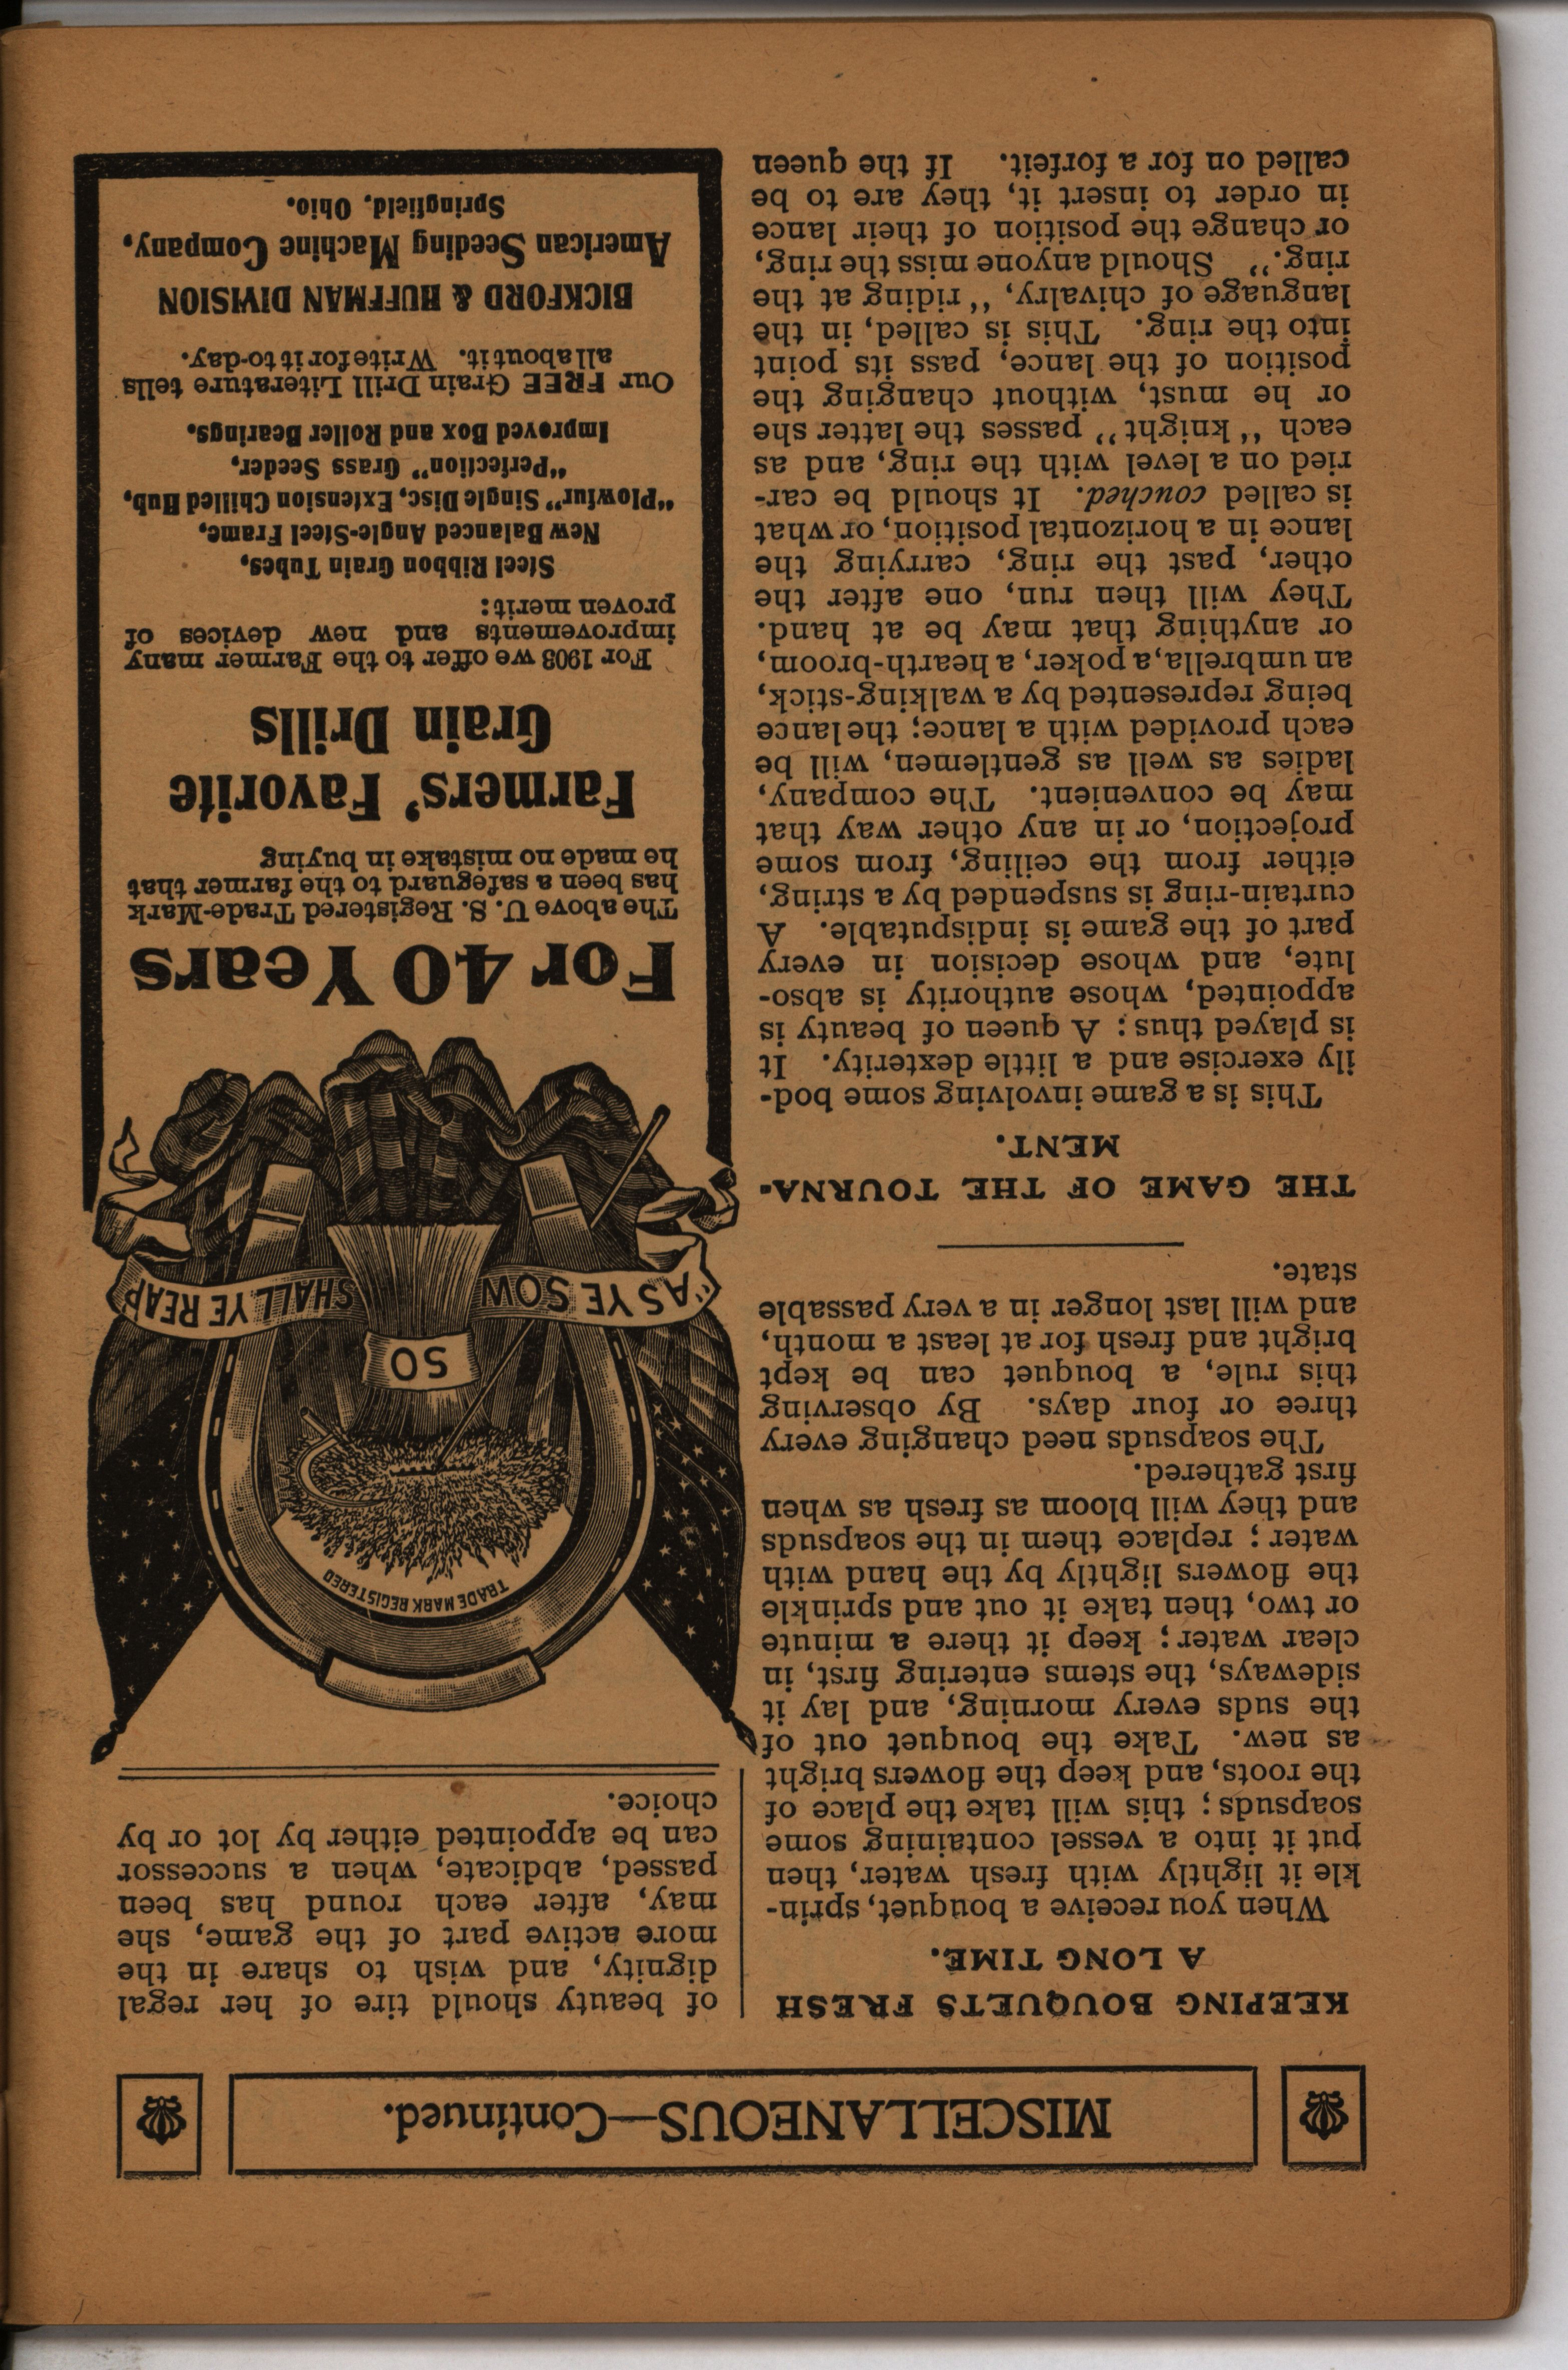 MISCELLANEOUS—Continued.
KEEPING BOUQUETS FRESH
A LONG TIME.
When you receive a bouquet, sprin-
kle it lightly with fresh water, then
put it into a vessel containing some
soapsuds; this will take the place of
the roots, and keep the flowers bright
as new. Take the bouquet out of
the suds every morning, and lay it
sideways, the stems entering first, in
clear water; keep it there a minute
or two, then take it out and sprinkle
the flowers lightly by the hand with
water; replace them in the soapsuds
and they will bloom as fresh as when
first gathered.
The soapsuds need changing every
three or four days. By observing
this rule, a bouquet can be kept
bright and fresh for at least a month,
and will last longer in a very passable
state.
THE GAME OF THE TOURNA-
MENT.
This is a game involving some bod-
ily exercise and a little dexterity. It
is played thus: A queen of beauty is
appointed, whose authority is abso-
lute, and whose decision in every
part of the game is indisputable. A
curtain-ring is suspended by a string,
either from the ceiling, from some
projection, or in any other way that
may be convenient. The company,
ladies as well as gentlemen, will be
each provided with a lance; the lance
being represented by a walking-stick,
an umbrella, a poker, a hearth-broom,
or anything that may be at hand.
They will then run, one after the
other, past the ring, carrying the
lance in a horizontal position, or what
is called couched. It should be car-
ried on a level with the ring, and as
each "knight" passes the latter she
or he must, without changing the
position of the lance, pass its point
into the ring. This is called, in the
language of chivalry, "riding at the
ring." Should anyone miss the ring,
or change the position of their lance
in order to insert it, they are to be
called on for a forfeit. If the queen
of beauty should tire of her regal
dignity, and wish to share in the
more active part of the game, she
may, after each round has been
passed, abdicate, when a successor
can be appointed either by lot or by
choice.
TRADE MARK REGISTERED
SO
"AS YE SOW SHALL YE REAP"
For 40 Years
The above U. S. Registered Trade-Mark
has been a safeguard to the farmer that
he made no mistake in buying
Farmers' Favorite
Grain Drills
For 1903 we offer to the Farmer many
improvements and new devices of
proven merit:
Steel Ribbon Grain Tubes,
New Balanced Angle-Steel Frame,
"Plowfur" Single Disc, Extension Chilled Hub,
"Perfection" Grass Seeder,
Improved Box and Roller Bearings.
Our FREE Grain Drill Literature tells
all about it. Write for it to-day.
BICKFORD & HUFFMAN DIVISION
American Seeding Machine Company,
Springfield, Ohio.